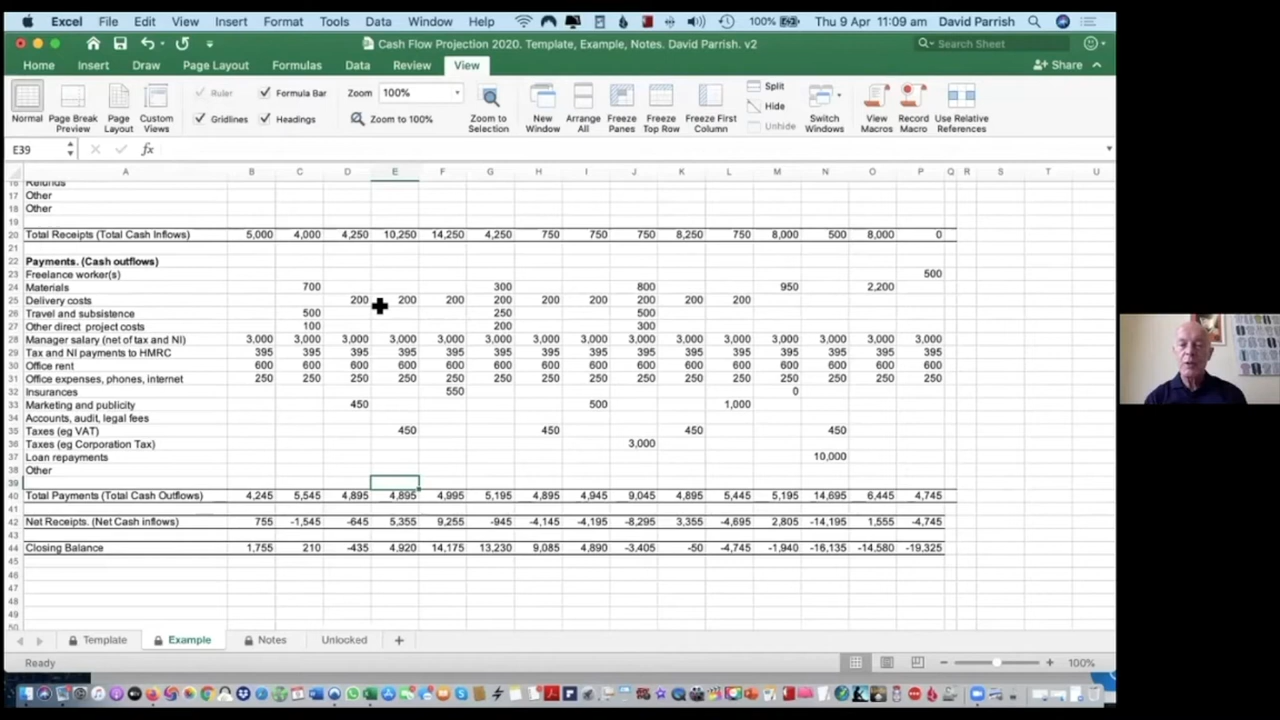 Excel File Edit View Insert Format Tools Data Window Help 100% Thu 9 Apr 11:09 am David Parrish
Cash Flow Projection 2020. Template, Example, Notes. David Parrish. v2 Search Sheet
Home Insert Draw Page Layout Formulas Data Review View Share
Ruler Formula Bar Zoom 100% Split
Hide
Gridlines Headings Zoom to 100% Unhide
Normal Page Break Preview Page Layout Custom Views Zoom to Selection New Window Arrange All Freeze Panes Freeze Top Row Freeze First Column Switch Windows View Macros Record Macro Use Relative References
E39 fx
A B C D E F G H I J K L M N O P Q R S T U
16 Refunds
17 Other
18 Other
19
20 Total Receipts (Total Cash Inflows) 5,000 4,000 4,250 10,250 14,250 4,250 750 750 750 8,250 750 8,000 500 8,000 0
21
22 Payments. (Cash outflows)
23 Freelance worker(s) 500
24 Materials 700 300 800 950 2,200
25 Delivery costs 200 200 200 200 200 200 200 200 200
26 Travel and subsistence 500 250 500
27 Other direct project costs 100 200 300
28 Manager salary (net of tax and NI) 3,000 3,000 3,000 3,000 3,000 3,000 3,000 3,000 3,000 3,000 3,000 3,000 3,000 3,000 3,000
29 Tax and NI payments to HMRC 395 395 395 395 395 395 395 395 395 395 395 395 395 395 395
30 Office rent 600 600 600 600 600 600 600 600 600 600 600 600 600 600 600
31 Office expenses, phones, internet 250 250 250 250 250 250 250 250 250 250 250 250 250 250 250
32 Insurances 550 0
33 Marketing and publicity 450 500 1,000
34 Accounts, audit, legal fees
35 Taxes (eg VAT) 450 450 450 450
36 Taxes (eg Corporation Tax) 3,000
37 Loan repayments 10,000
38 Other
39
40 Total Payments (Total Cash Outflows) 4,245 5,545 4,895 4,895 4,995 5,195 4,895 4,945 9,045 4,895 5,445 5,195 14,695 6,445 4,745
41
42 Net Receipts. (Net Cash inflows) 755 -1,545 -645 5,355 9,255 -945 -4,145 -4,195 -8,295 3,355 -4,695 2,805 -14,195 1,555 -4,745
43
44 Closing Balance 1,755 210 -435 4,920 14,175 13,230 9,085 4,890 -3,405 -50 -4,745 -1,940 -16,135 -14,580 -19,325
45
46
47
48
49
50
Template Example Notes Unlocked
Ready 100%